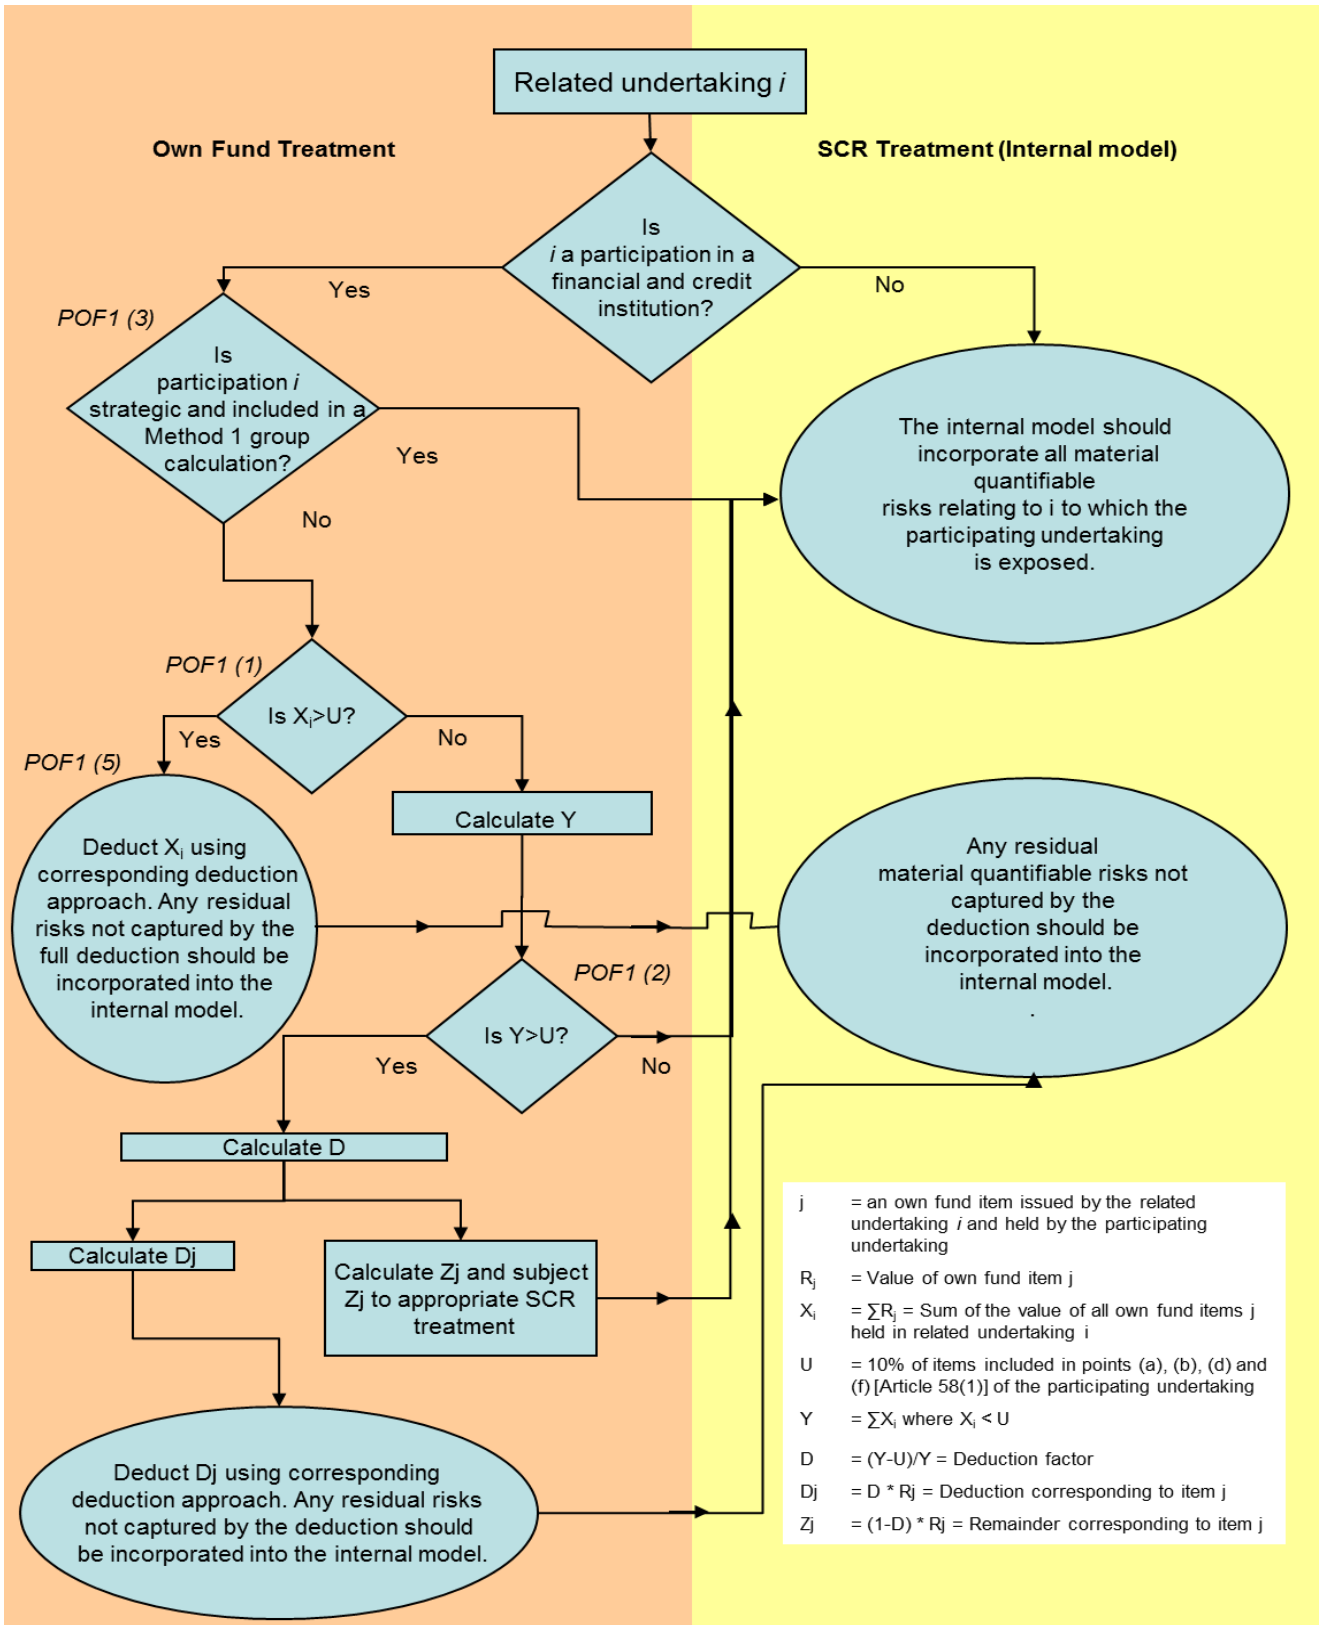 Related undertaking i
Own Fund Treatment
SCR Treatment (Internal model)
Is
i a participation in a
financial and credit
institution?
Yes
No
POF1 (3)
Is
participation i
strategic and included in a
Method 1 group
calculation?
Yes
No
The internal model should
incorporate all material
quantifiable
risks relating to i to which the
participating undertaking
is exposed.
POF1 (1)
Is Xi>U?
Yes
No
POF1 (5)
Deduct Xi using
corresponding deduction
approach. Any residual
risks not captured by the
full deduction should be
incorporated into the
internal model.
Calculate Y
Any residual
material quantifiable risks not
captured by the
deduction should be
incorporated into the
internal model.
.
POF1 (2)
Is Y>U?
Yes
No
Calculate D
Calculate Dj
Calculate Zj and subject
Zj to appropriate SCR
treatment
Deduct Dj using corresponding
deduction approach. Any residual risks
not captured by the deduction should
be incorporated into the internal model.
j = an own fund item issued by the related
undertaking i and held by the participating
undertaking
Rj = Value of own fund item j
Xi = ∑Rj = Sum of the value of all own fund items j
held in related undertaking i
U = 10% of items included in points (a), (b), (d) and
(f) [Article 58(1)] of the participating undertaking
Y = ∑Xi where Xi < U
D = (Y-U)/Y = Deduction factor
Dj = D * Rj = Deduction corresponding to item j
Zj = (1-D) * Rj = Remainder corresponding to item j